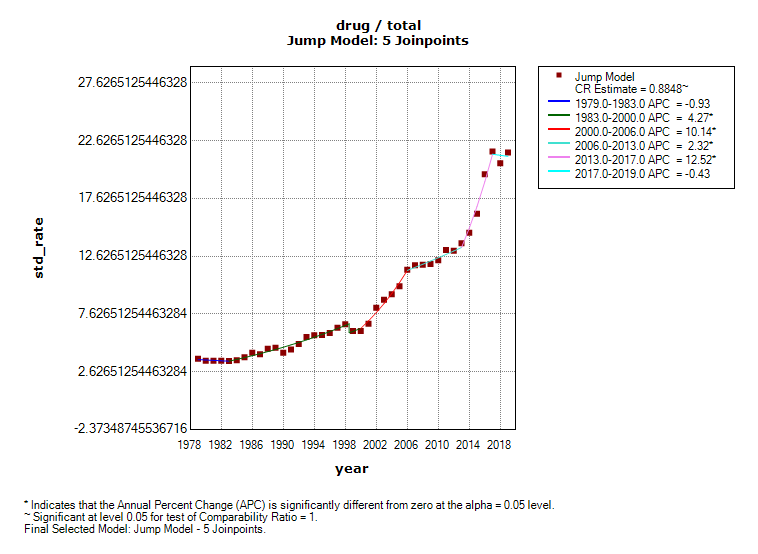 drug / total
Jump Model: 5 Joinpoints
27.6265125446328
22.6265125446328
17.6265125446328
12.6265125446328
7.62651254463284
2.62651254463284
-2.37348745536716
std_rate
1978 1982 1986 1990 1994 1998 2002 2006 2010 2014 2018
year
Jump Model
CR Estimate = 0.8848~
1979.0-1983.0 APC = -0.93
1983.0-2000.0 APC = 4.27*
2000.0-2006.0 APC = 10.14*
2006.0-2013.0 APC = 2.32*
2013.0-2017.0 APC = 12.52*
2017.0-2019.0 APC = -0.43
* Indicates that the Annual Percent Change (APC) is significantly different from zero at the alpha = 0.05 level.
~ Significant at level 0.05 for test of Comparability Ratio = 1.
Final Selected Model: Jump Model - 5 Joinpoints.